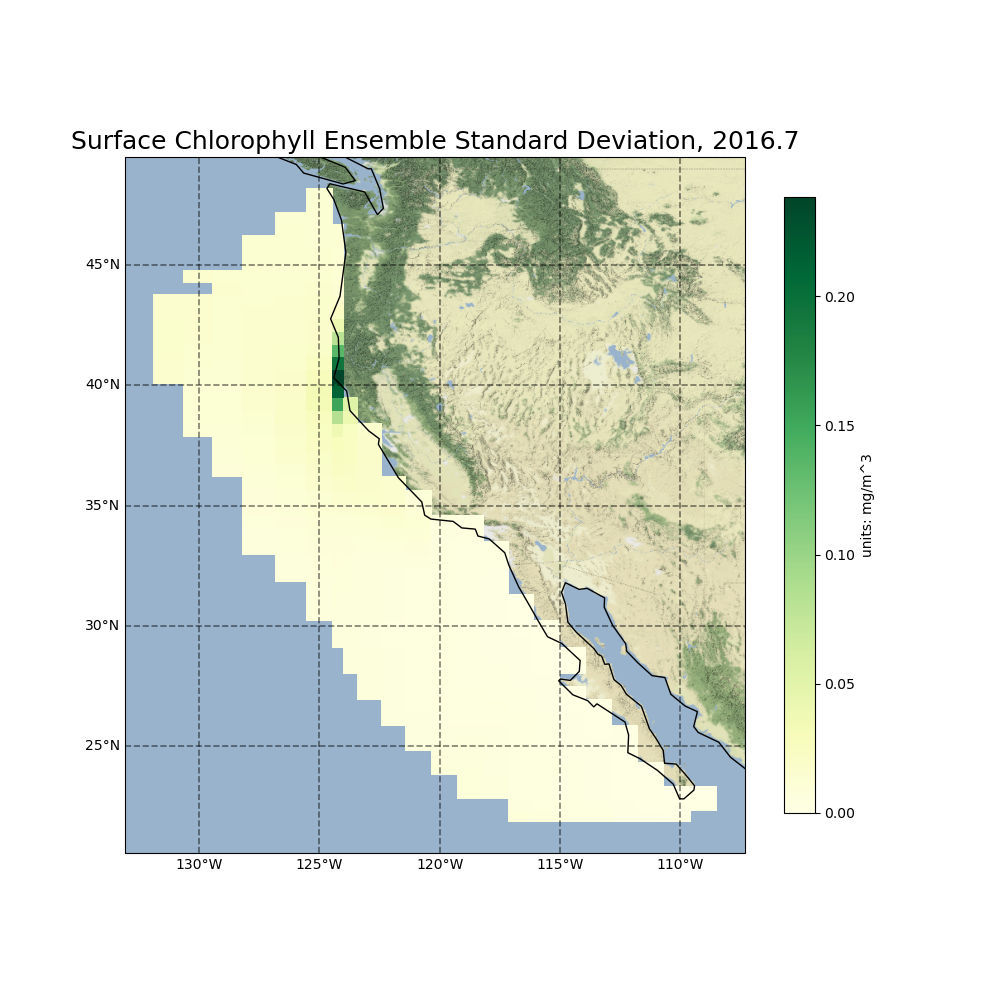 Surface Chlorophyll Ensemble Standard Deviation, 2016.7
45°N
40°N
35°N
30°N
25°N
130°W 125°W 120°W 115°W 110°W
0.20
0.15
0.10
0.05
0.00
units: mg/m^3